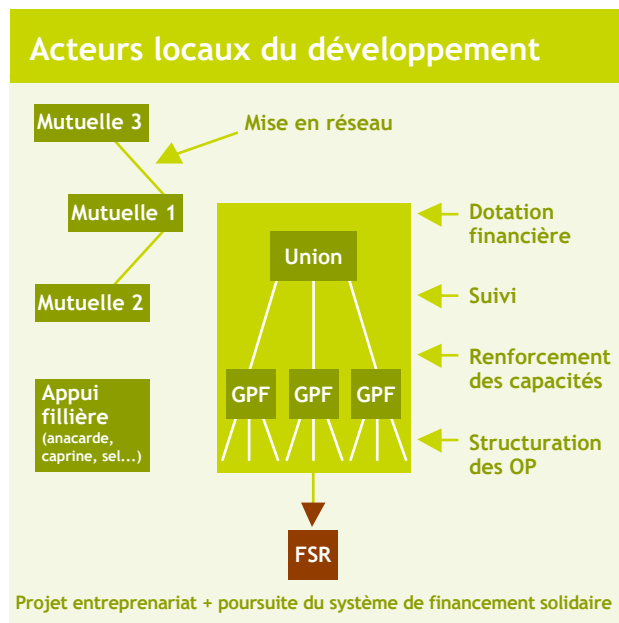 Acteurs locaux du développement
Mutuelle 3
Mise en réseau
Mutuelle 1
Mutuelle 2
Appui
fillière
(anacarde,
caprine, sel...)
Union
GPF GPF GPF
Dotation
financière
Suivi
Renforcement
des capacités
Structuration
des OP
FSR
Projet entreprenariat + poursuite du système de financement solidaire